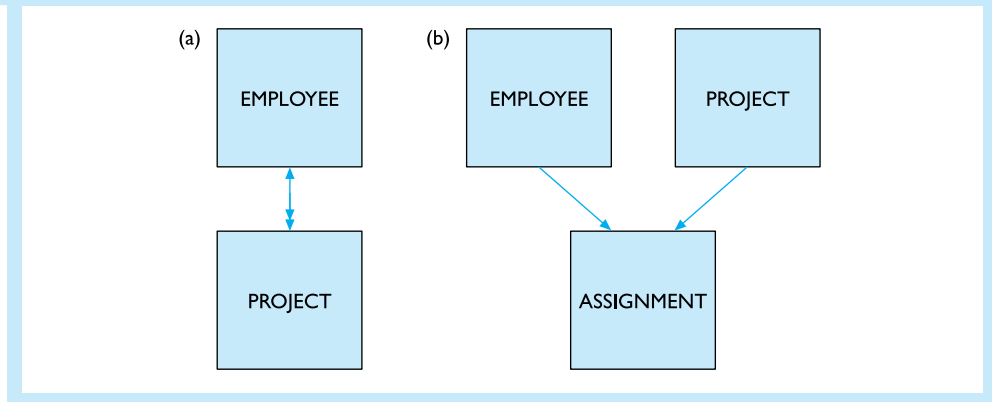 (a)
EMPLOYEE
PROJECT
(b)
EMPLOYEE
PROJECT
ASSIGNMENT